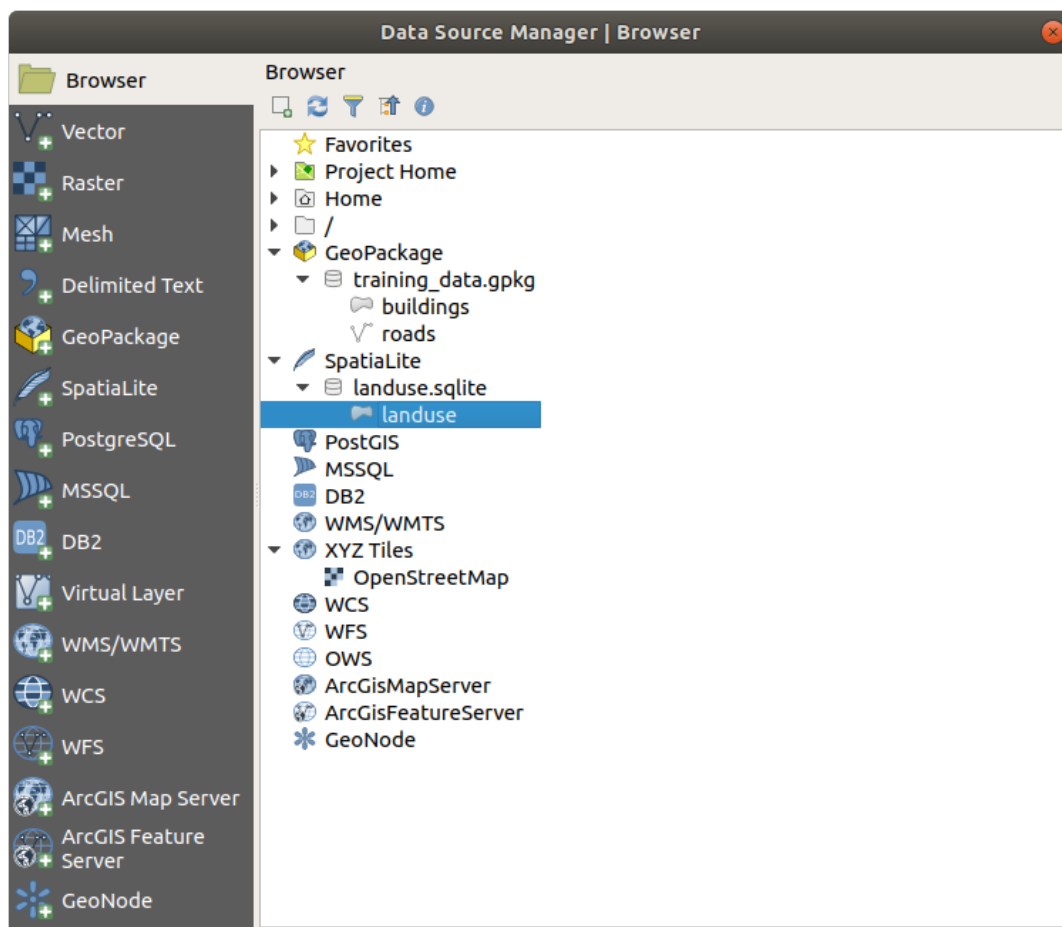 Data Source Manager | Browser
Browser
Vector
Raster
Mesh
Delimited Text
GeoPackage
SpatiaLite
PostgreSQL
MSSQL
DB2
DB2
Virtual Layer
WMS/WMTS
WCS
WFS
ArcGIS Map Server
ArcGIS Feature
Server
GeoNode
Browser
Favorites
Project Home
Home
/
GeoPackage
training_data.gpkg
buildings
roads
SpatiaLite
landuse.sqlite
landuse
PostGIS
MSSQL
DB2
DB2
WMS/WMTS
XYZ Tiles
OpenStreetMap
WCS
WFS
OWS
ArcGisMapServer
ArcGisFeatureServer
GeoNode